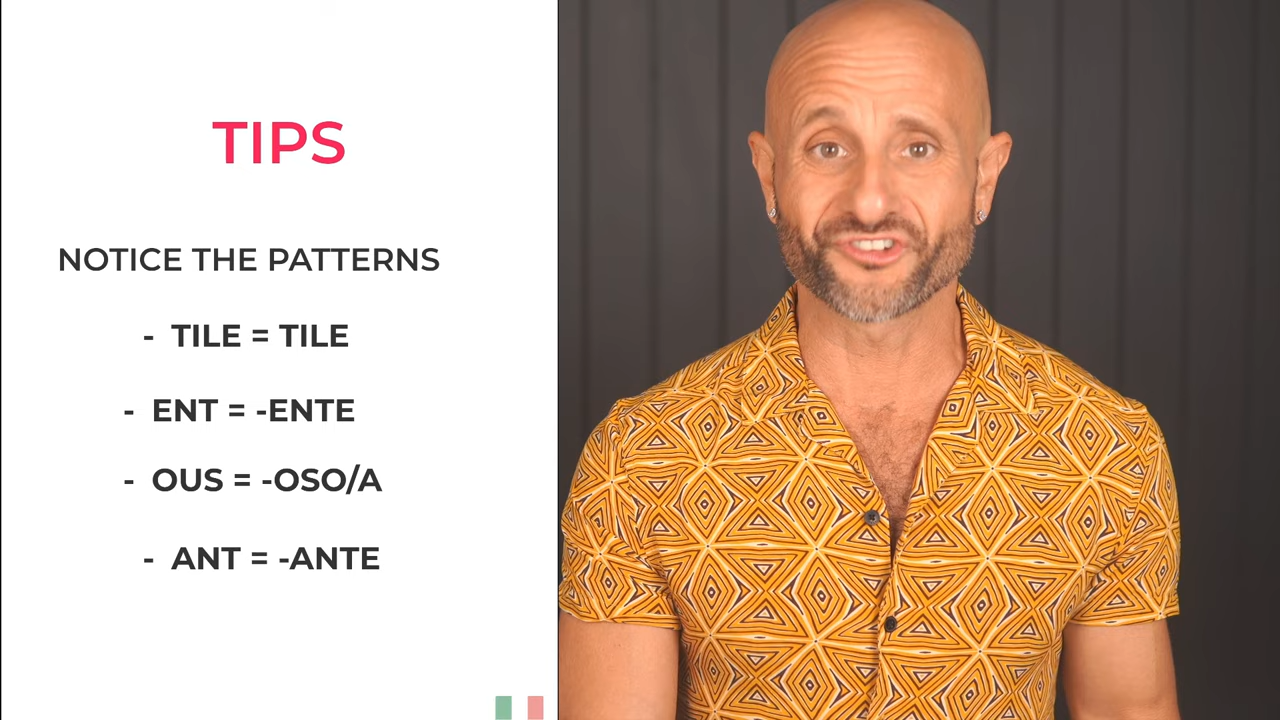 TIPS
NOTICE THE PATTERNS
- TILE = TILE
- ENT = -ENTE
- OUS = -OSO/A
- ANT = -ANTE